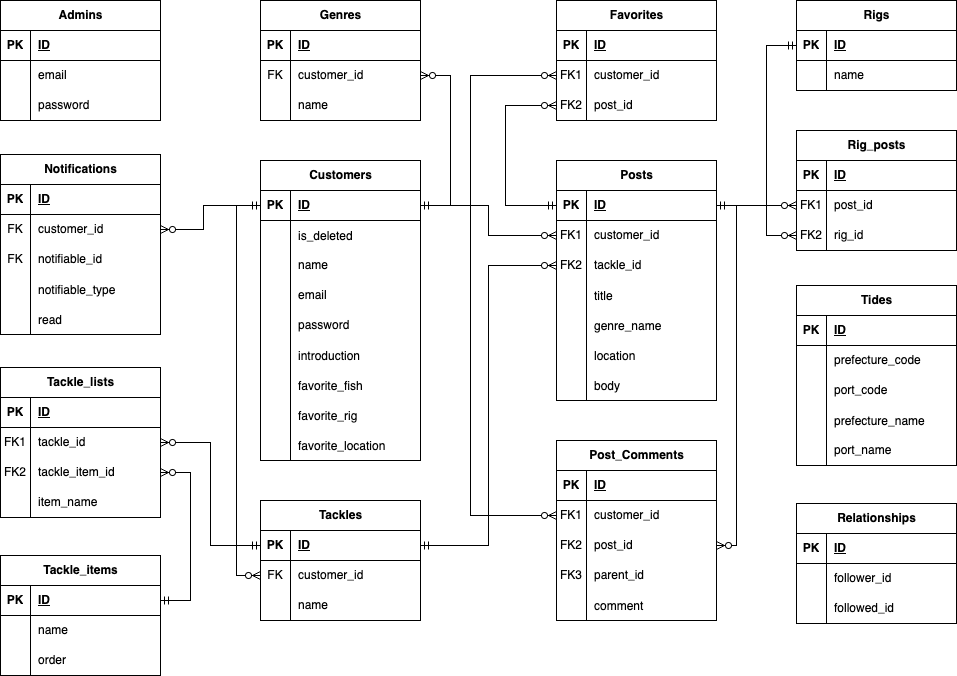 Admins
PK ID
email
password
Notifications
PK ID
FK customer_id
FK notifiable_id
notifiable_type
read
Tackle_lists
PK ID
FK1 tackle_id
FK2 tackle_item_id
item_name
Tackle_items
PK ID
name
order
Genres
PK ID
FK customer_id
name
Customers
PK ID
is_deleted
name
email
password
introduction
favorite_fish
favorite_rig
favorite_location
Tackles
PK ID
FK customer_id
name
Favorites
PK ID
FK1 customer_id
FK2 post_id
Posts
PK ID
FK1 customer_id
FK2 tackle_id
title
genre_name
location
body
Post_Comments
PK ID
FK1 customer_id
FK2 post_id
FK3 parent_id
comment
Rigs
PK ID
name
Rig_posts
PK ID
FK1 post_id
FK2 rig_id
Tides
PK ID
prefecture_code
port_code
prefecture_name
port_name
Relationships
PK ID
follower_id
followed_id